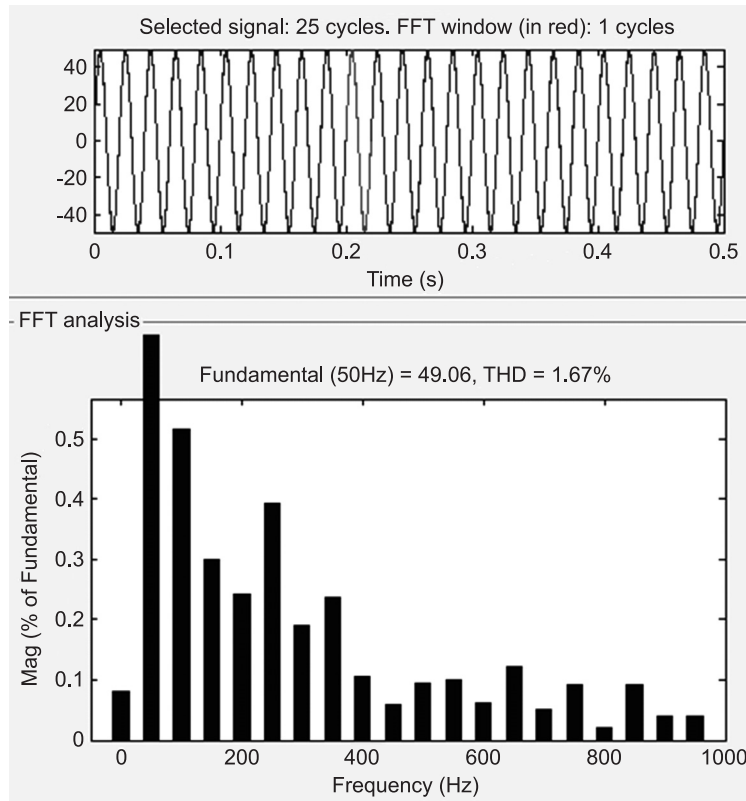 Selected signal: 25 cycles. FFT window (in red): 1 cycles
40
20
0
-20
-40
0 0.1 0.2 0.3 0.4 0.5
Time (s)
FFT analysis
Fundamental (50Hz) = 49.06, THD = 1.67%
Mag (% of Fundamental)
0.5
0.4
0.3
0.2
0.1
0
0 200 400 600 800 1000
Frequency (Hz)